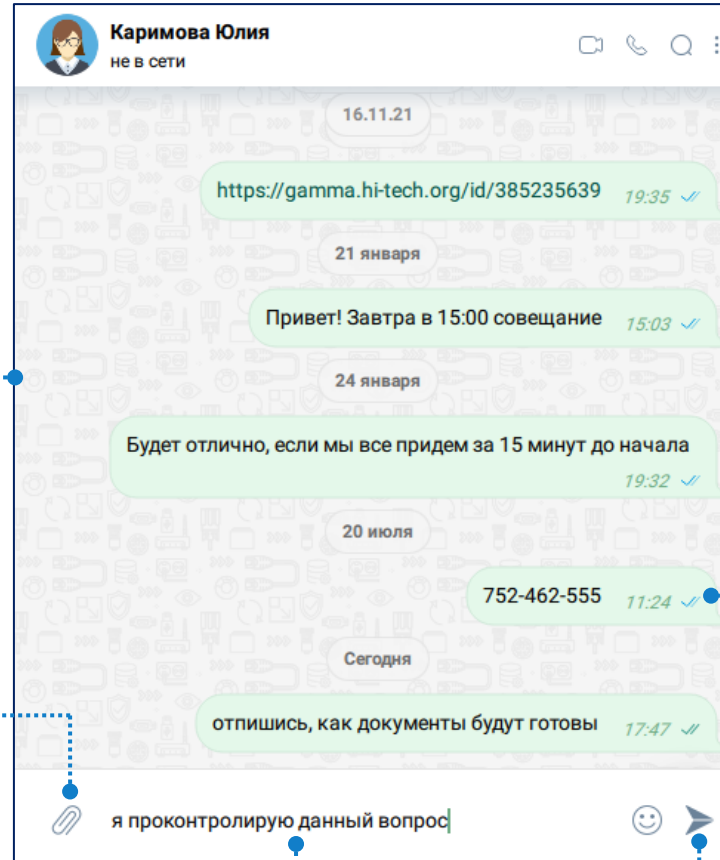 Каримова Юлия
не в сети
16.11.21
https://gamma.hi-tech.org/id/385235639 19:35
21 января
Привет! Завтра в 15:00 совещание 15:03
24 января
Будет отлично, если мы все придем за 15 минут до начала
19:32
20 июля
752-462-555 11:24
Сегодня
отпишись, как документы будут готовы 17:47
я проконтролирую данный вопрос